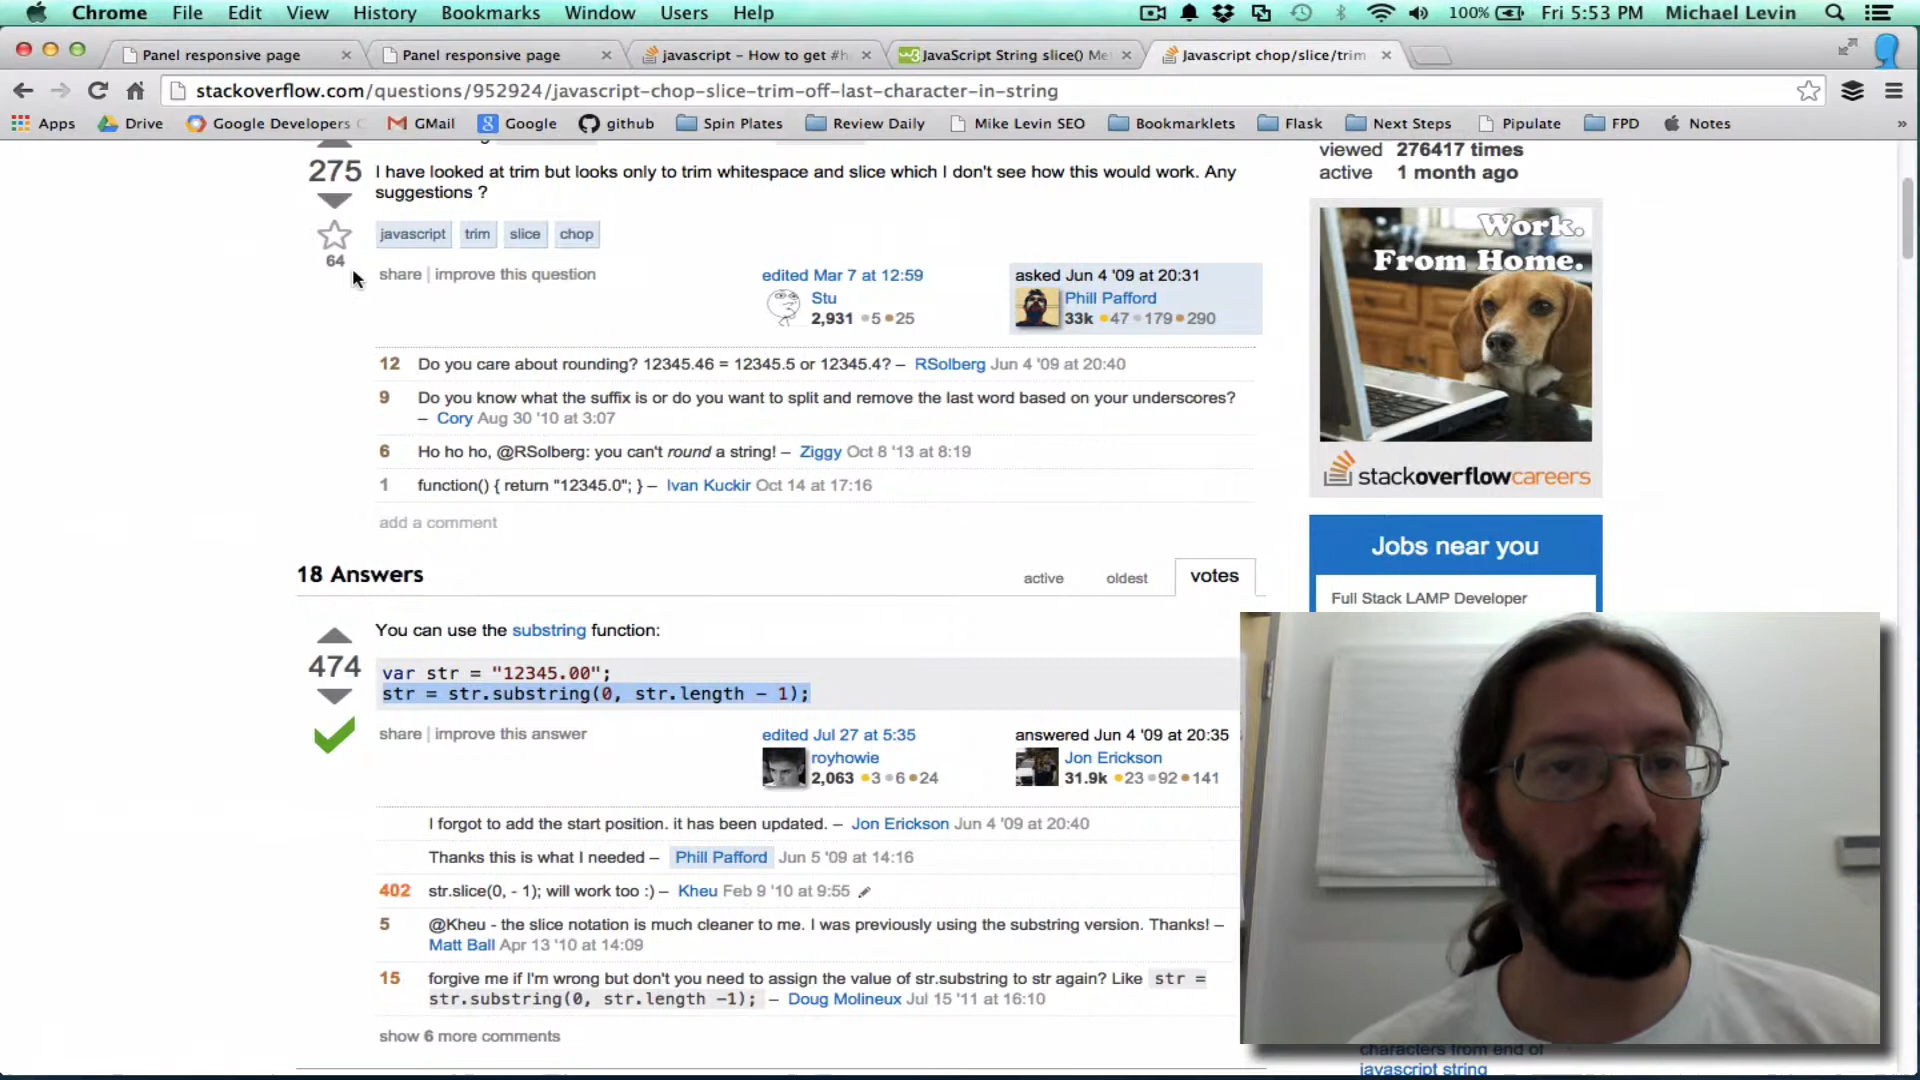 Chrome File Edit View History Bookmarks Window Users Help 100% Fri 5:53 PM Michael Levin
Panel responsive page Panel responsive page javascript – How to get #h JavaScript String slice() Me Javascript chop/slice/trim
stackoverflow.com/questions/952924/javascript-chop-slice-trim-off-last-character-in-string
Apps Drive Google Developers GMail Google github Spin Plates Review Daily Mike Levin SEO Bookmarklets Flask Next Steps Pipulate FPD Notes »
viewed 276417 times
active 1 month ago
275
I have looked at trim but looks only to trim whitespace and slice which I don't see how this would work. Any
suggestions ?
javascript trim slice chop
64
share | improve this question
edited Mar 7 at 12:59
Stu
2,931 5 25
asked Jun 4 '09 at 20:31
Phill Pafford
33k 47 179 290
12 Do you care about rounding? 12345.46 = 12345.5 or 12345.4? – RSolberg Jun 4 '09 at 20:40
9 Do you know what the suffix is or do you want to split and remove the last word based on your underscores?
– Cory Aug 30 '10 at 3:07
6 Ho ho ho, @RSolberg: you can't round a string! – Ziggy Oct 8 '13 at 8:19
1 function() { return "12345.0"; } – Ivan Kuckir Oct 14 at 17:16
add a comment
Work.
From Home.
stackoverflowcareers
Jobs near you
Full Stack LAMP Developer
18 Answers
active oldest votes
474
You can use the substring function:
var str = "12345.00";
str = str.substring(0, str.length - 1);
share | improve this answer
edited Jul 27 at 5:35
royhowie
2,063 3 6 24
answered Jun 4 '09 at 20:35
Jon Erickson
31.9k 23 92 141
I forgot to add the start position. it has been updated. – Jon Erickson Jun 4 '09 at 20:40
Thanks this is what I needed – Phill Pafford Jun 5 '09 at 14:16
402 str.slice(0, - 1); will work too :) – Kheu Feb 9 '10 at 9:55
5 @Kheu - the slice notation is much cleaner to me. I was previously using the substring version. Thanks! –
Matt Ball Apr 13 '10 at 14:09
15 forgive me if I'm wrong but don't you need to assign the value of str.substring to str again? Like str =
str.substring(0, str.length -1); – Doug Molineux Jul 15 '11 at 16:10
show 6 more comments
characters from end of
javascript string